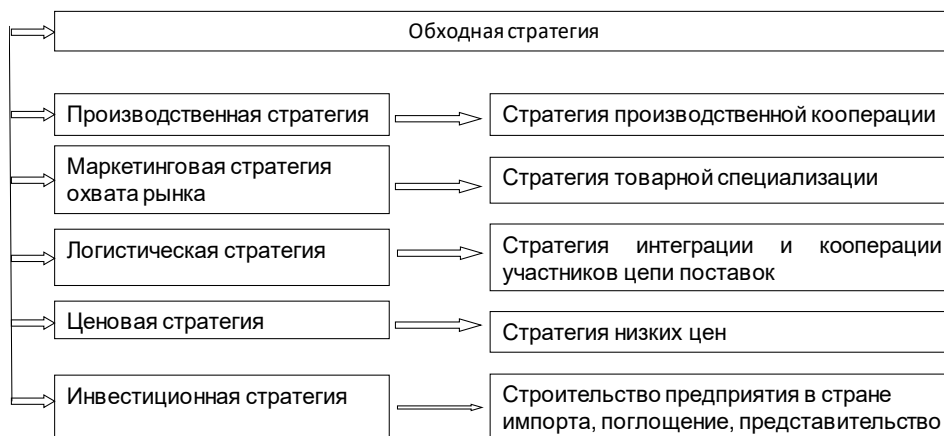 Обходная стратегия
Производственная стратегия
Стратегия производственной кооперации
Маркетинговая стратегия
охвата рынка
Стратегия товарной специализации
Логистическая стратегия
Стратегия интеграции и кооперации
участников цепи поставок
Ценовая стратегия
Стратегия низких цен
Инвестиционная стратегия
Строительство предприятия в стране
импорта, поглощение, представительство